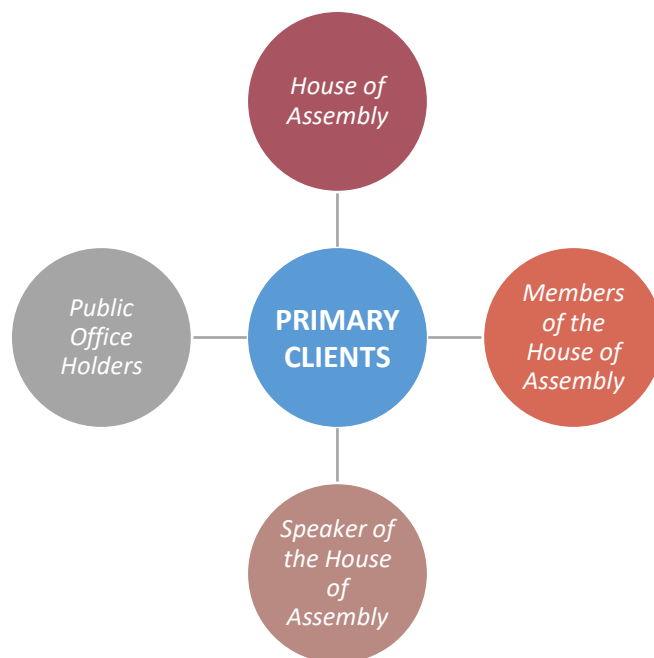 House of
Assembly
Public
Office
Holders
PRIMARY
CLIENTS
Members
of the
House of
Assembly
Speaker of
the House
of
Assembly